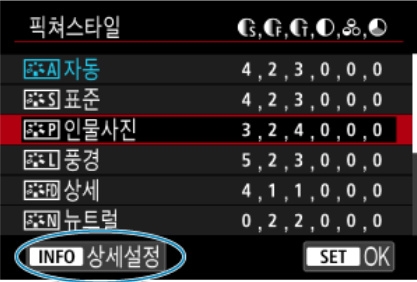 픽쳐스타일
A 자동 4 , 2 , 3 , 0 , 0 , 0
S 표준 4 , 2 , 3 , 0 , 0 , 0
P 인물사진 3 , 2 , 4 , 0 , 0 , 0
L 풍경 5 , 2 , 3 , 0 , 0 , 0
FD 상세 4 , 1 , 1 , 0 , 0 , 0
N 뉴트럴 0 , 2 , 2 , 0 , 0 , 0
INFO 상세설정 SET OK